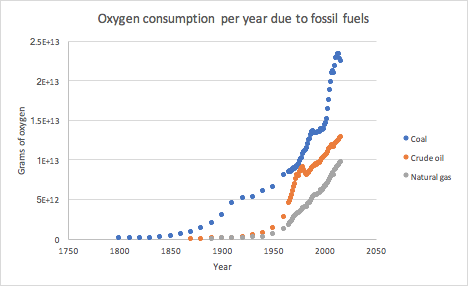 Oxygen consumption per year due to fossil fuels
2.5E+13
2E+13
1.5E+13
1E+13
5E+12
0
Grams of oxygen
1750 1800 1850 1900 1950 2000 2050
Year
Coal
Crude oil
Natural gas